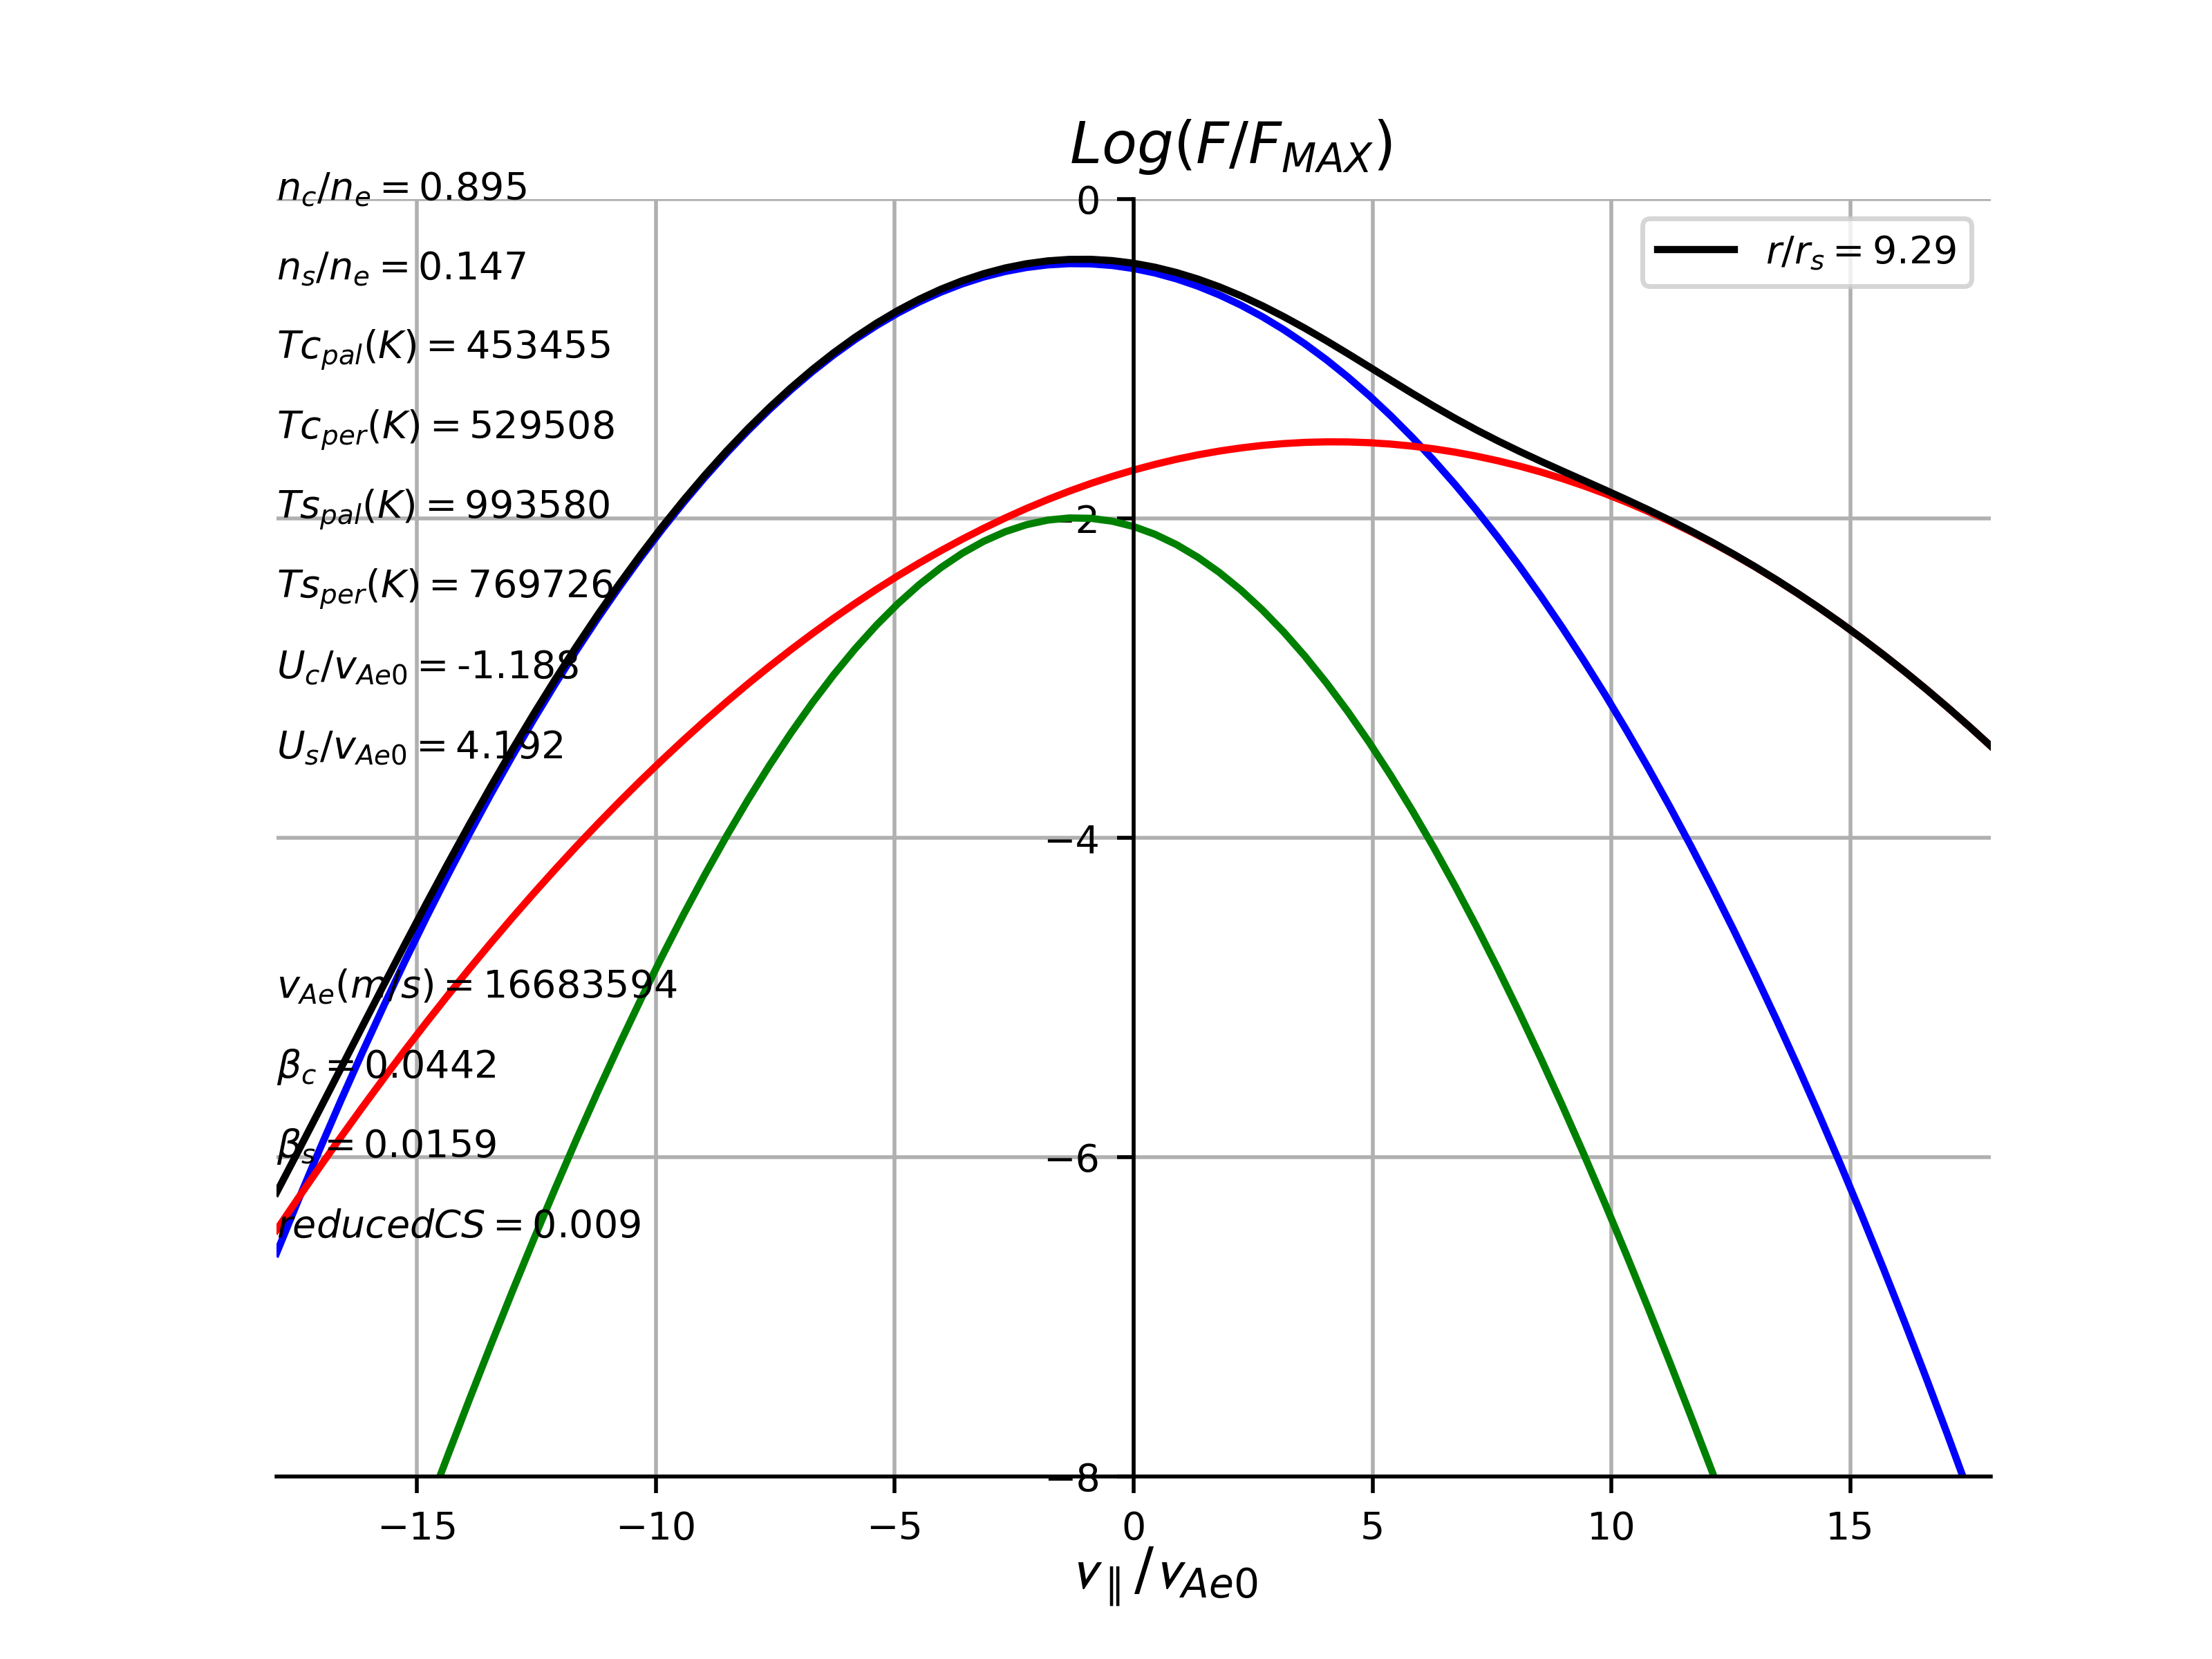 Log(F/F_MAX)
n_c/n_e = 0.895
n_s/n_e = 0.147
Tc_pal(K) = 453455
Tc_per(K) = 529508
Ts_pal(K) = 993580
Ts_per(K) = 769726
U_c/v_Ae0 = -1.188
U_s/v_Ae0 = 4.192
v_Ae(m/s) = 16683594
β_c = 0.0442
β_s = 0.0159
reducedCS = 0.009
r/r_s = 9.29
0
−2
−4
−6
−8
−15 −10 −5 0 5 10 15
v_∥/v_Ae0